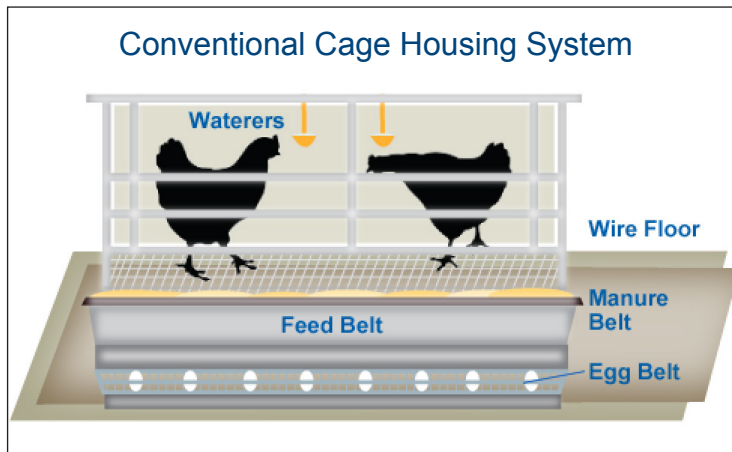 Conventional Cage Housing System
Waterers
Wire Floor
Manure
Belt
Feed Belt
Egg Belt